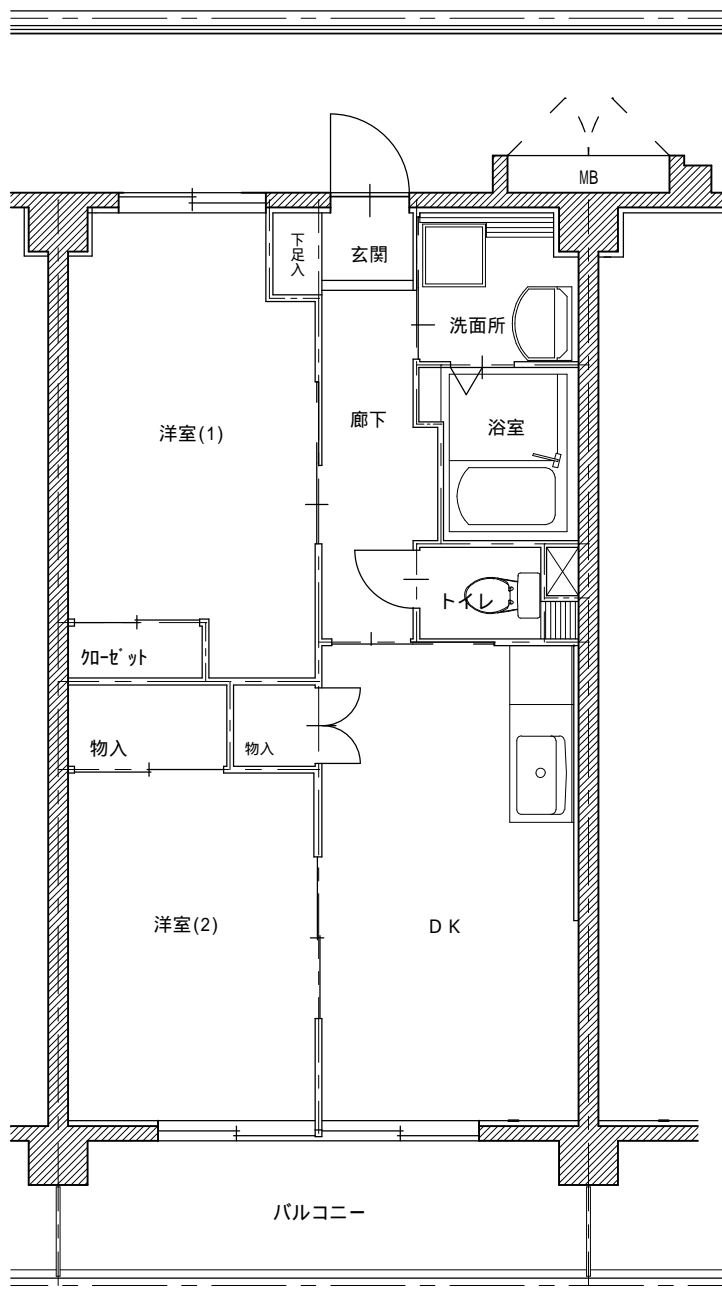 MB
下足入
玄関
洗面所
洋室(1)
廊下
浴室
トイレ
クローゼット
物入
物入
洋室(2)
DK
バルコニー